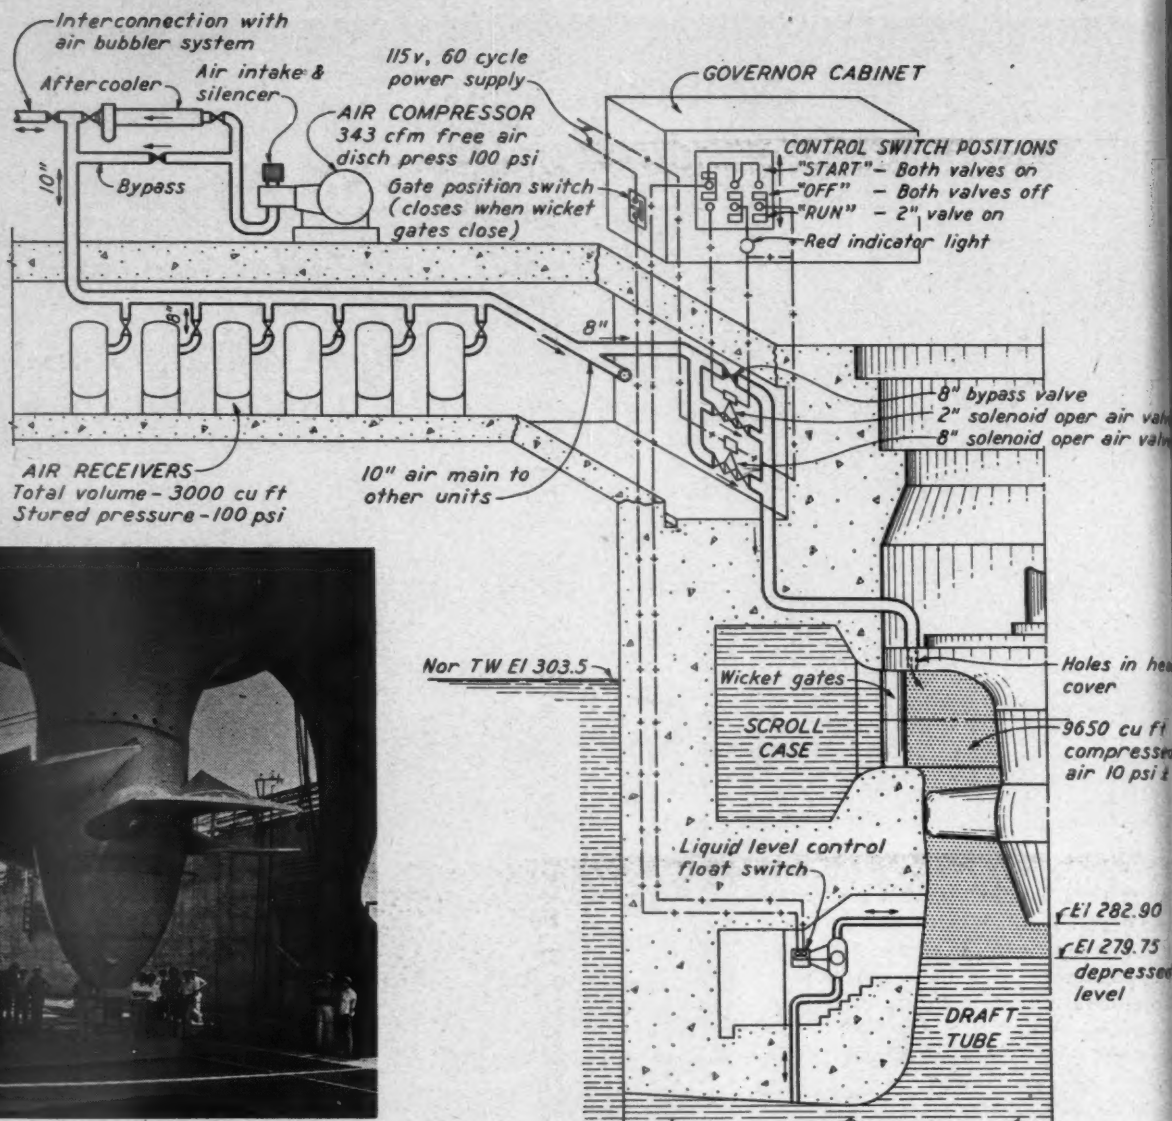 Interconnection with
air bubbler system
Aftercooler
Air intake &
silencer
115v, 60 cycle
power supply
GOVERNOR CABINET
AIR COMPRESSOR
343 cfm free air
disch press 100 psi
10"
Bypass
Gate position switch
(closes when wicket
gates close)
CONTROL SWITCH POSITIONS
"START" – Both valves on
"OFF" – Both valves off
"RUN" – 2" valve on
Red indicator light
8"
8"
8" bypass valve
2" solenoid oper air
8" solenoid oper air
AIR RECEIVERS
Total volume – 3000 cu ft
Stored pressure – 100 psi
10" air main to
other units
Nor TW El 303.5
Wicket gates
SCROLL
CASE
Holes in
cover
9650 cu ft
air 10 psi
Liquid level control
float switch
El 282.90
El 279.75
level
DRAFT
TUBE